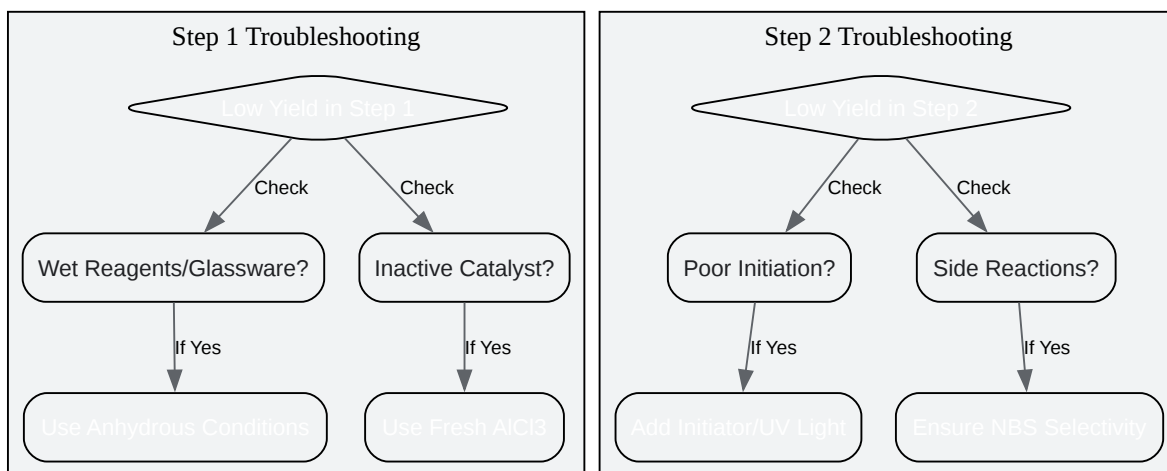 Step 1 Troubleshooting
Low Yield in Step 1
Check
Check
Wet Reagents/Glassware?
Inactive Catalyst?
If Yes
If Yes
Use Anhydrous Conditions
Use Fresh AlCl3
Step 2 Troubleshooting
Low Yield in Step 2
Check
Check
Poor Initiation?
Side Reactions?
If Yes
If Yes
Add Initiator/UV Light
Ensure NBS Selectivity